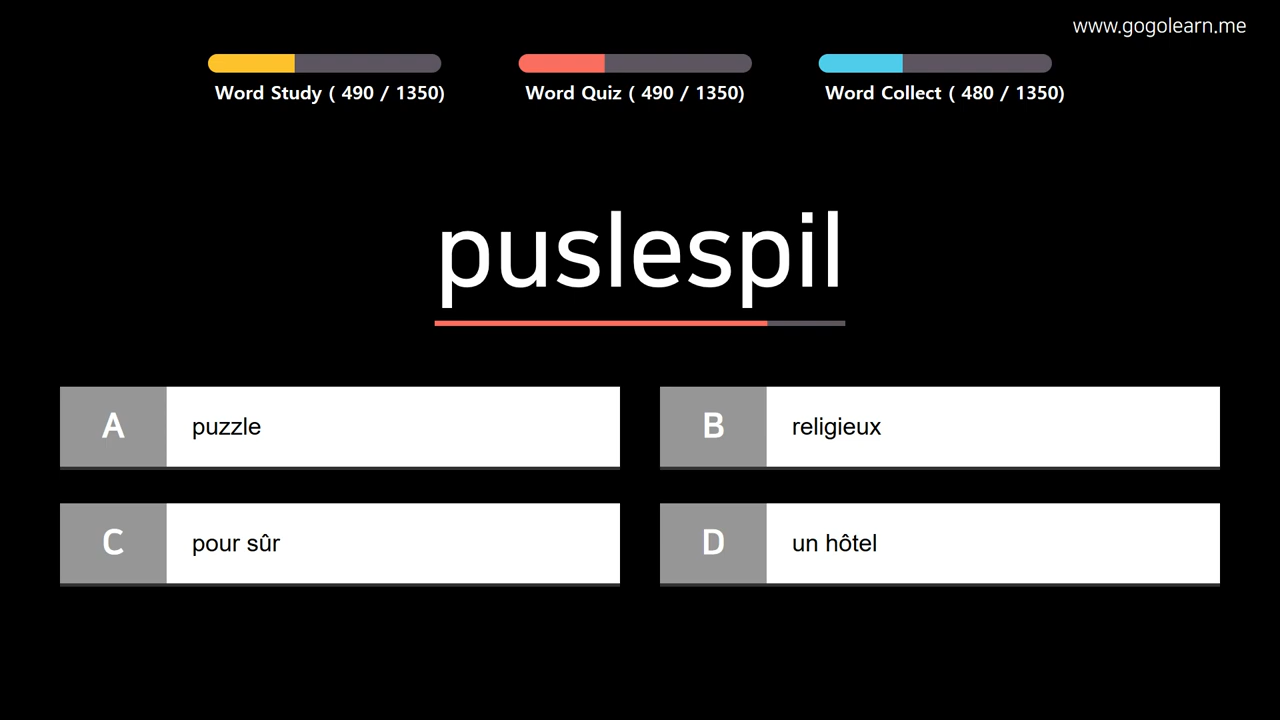 www.gogolearn.me
Word Study ( 490 / 1350)
Word Quiz ( 490 / 1350)
Word Collect ( 480 / 1350)
puslespil
A
puzzle
B
religieux
C
pour sûr
D
un hôtel